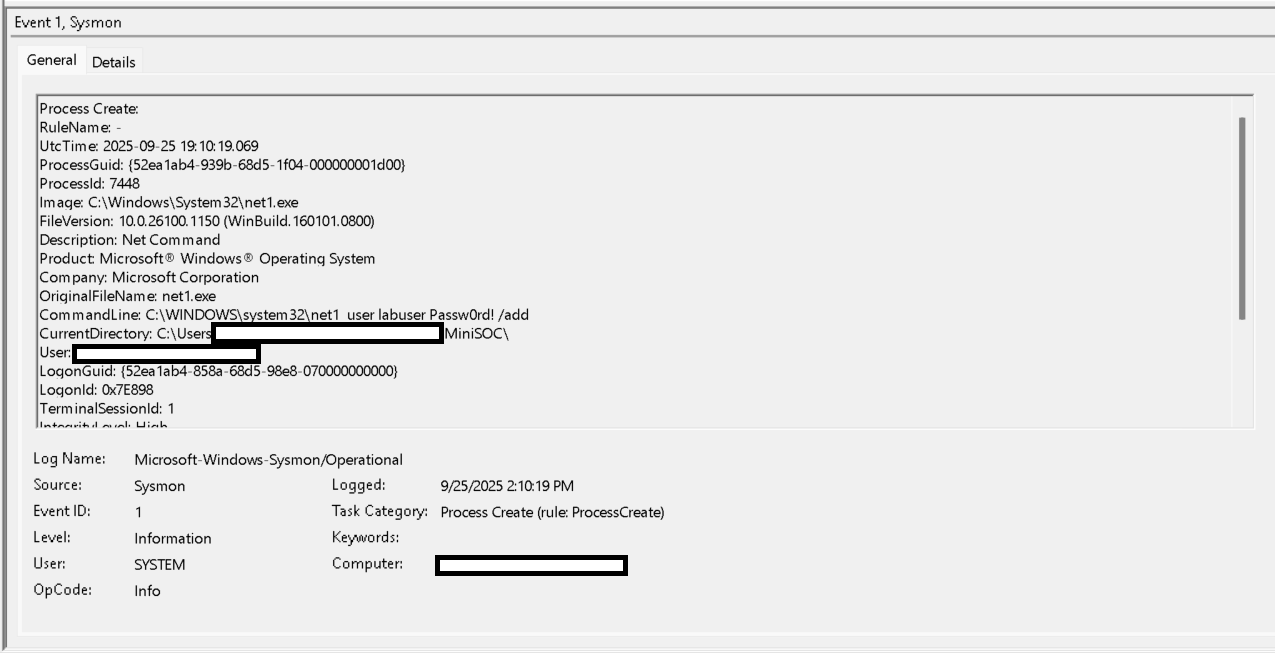 Event 1, Sysmon
General Details
Process Create:
RuleName: -
UtcTime: 2025-09-25 19:10:19.069
ProcessGuid: {52ea1ab4-939b-68d5-1f04-000000001d00}
ProcessId: 7448
Image: C:\Windows\System32\net1.exe
FileVersion: 10.0.26100.1150 (WinBuild.160101.0800)
Description: Net Command
Product: Microsoft® Windows® Operating System
Company: Microsoft Corporation
OriginalFileName: net1.exe
CommandLine: C:\WINDOWS\system32\net1 user labuser Passw0rd! /add
CurrentDirectory: C:\Users MiniSOC\
User:
LogonGuid: {52ea1ab4-858a-68d5-98e8-070000000000}
LogonId: 0x7E898
TerminalSessionId: 1
IntegrityLevel: High
Log Name: Microsoft-Windows-Sysmon/Operational
Source: Sysmon Logged: 9/25/2025 2:10:19 PM
Event ID: 1 Task Category: Process Create (rule: ProcessCreate)
Level: Information Keywords:
User: SYSTEM Computer:
OpCode: Info